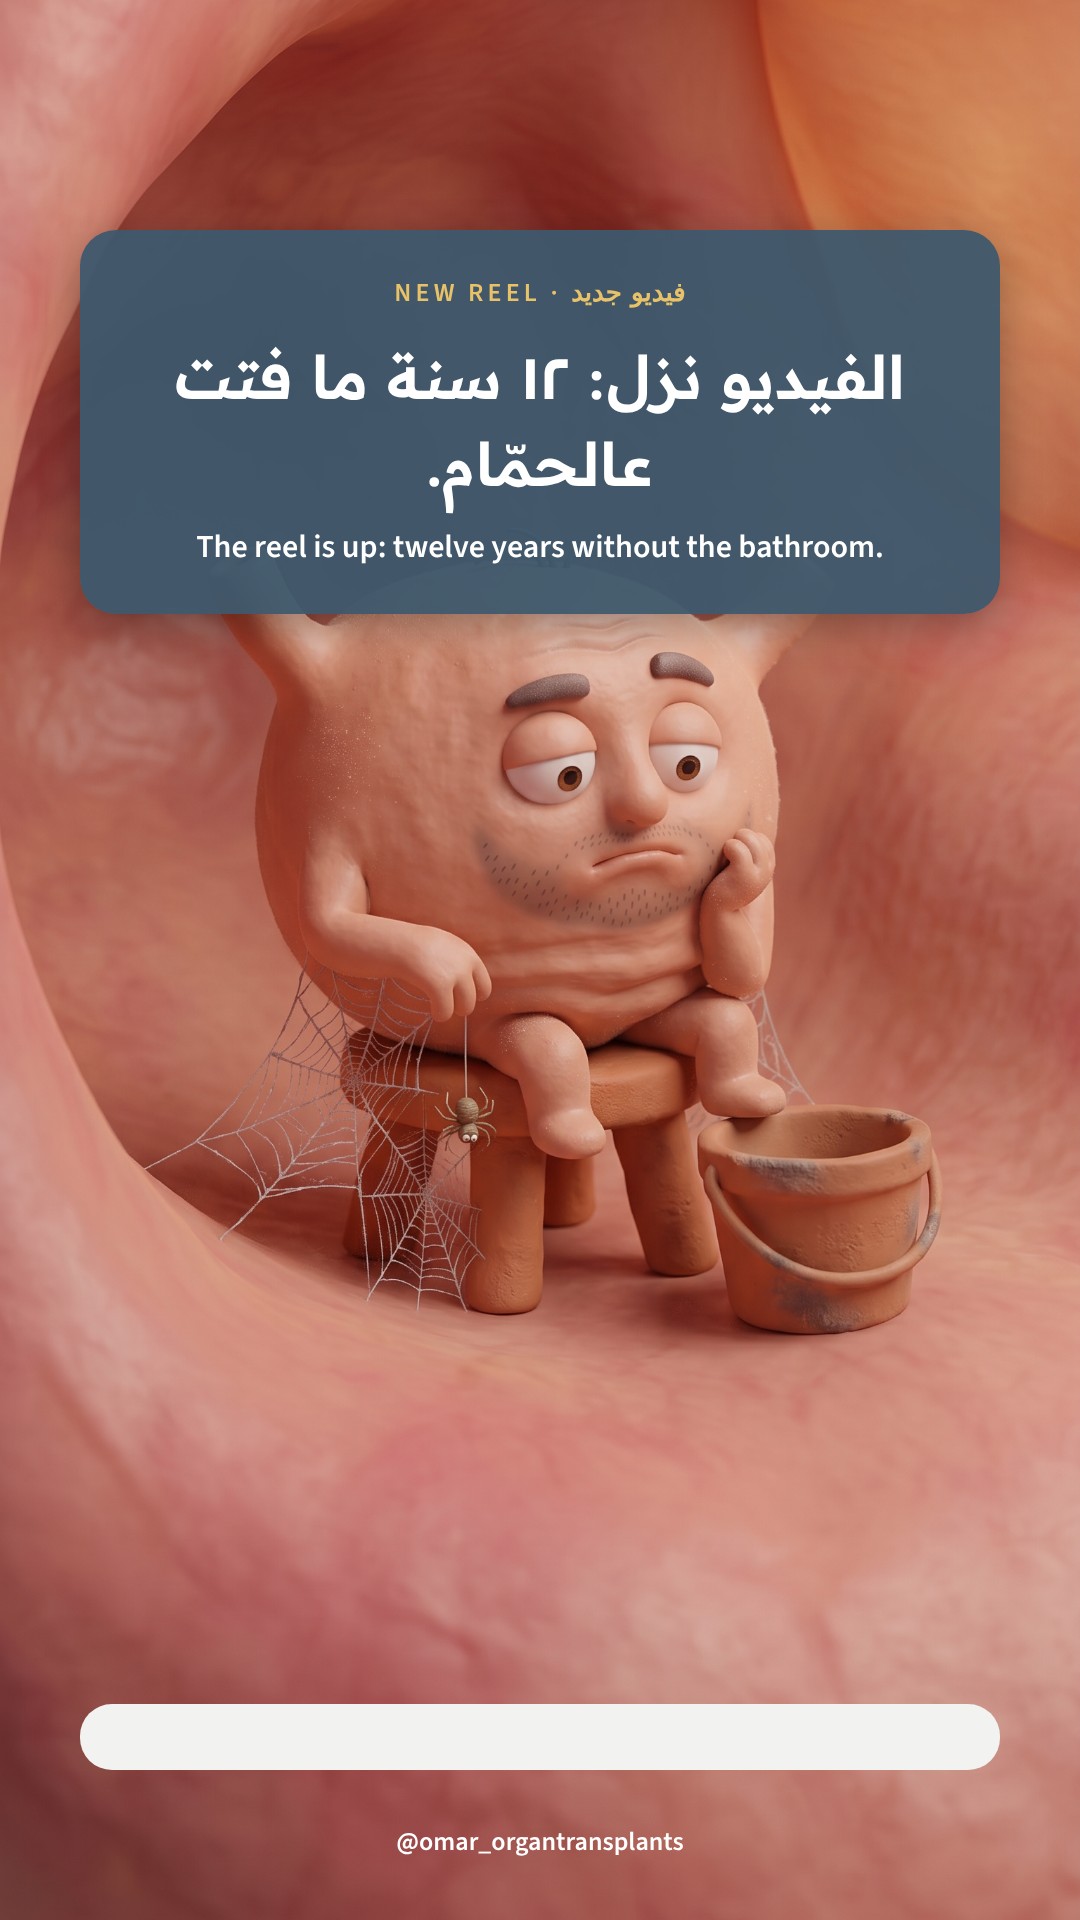 NEW REEL · فيديو جديد
الفيديو نزل: ١٢ سنة ما فتت
عالحمّام.
The reel is up: twelve years without the bathroom.
@omar_organtransplants